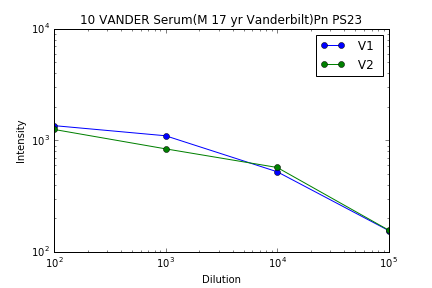 10 VANDER Serum(M 17 yr Vanderbilt)Pn PS23
10^4
V1
V2
10^3
Intensity
10^2
10^2 10^3 10^4 10^5
Dilution